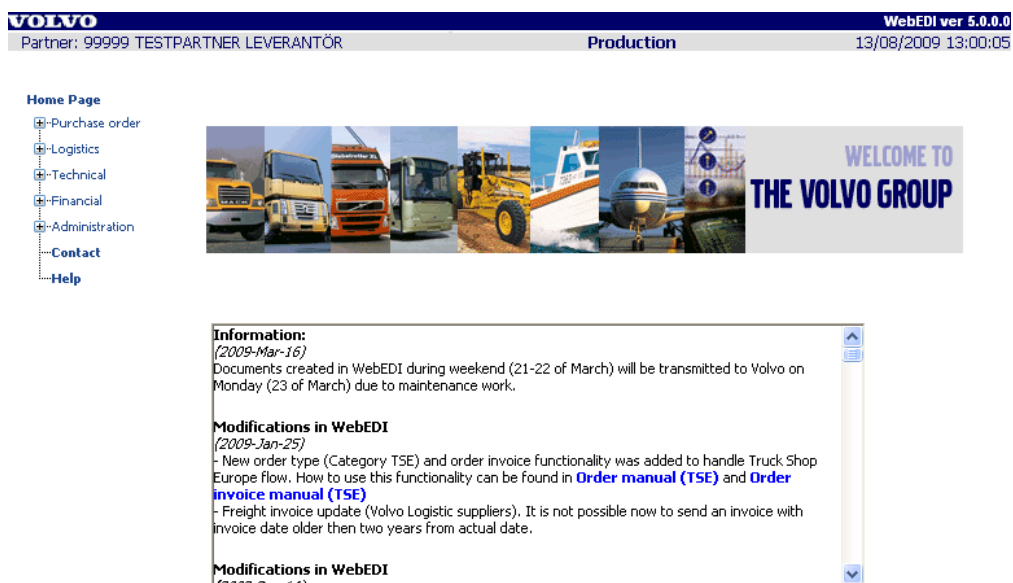 VOLVO
WebEDI ver 5.0.0.0
Partner: 99999 TESTPARTNER LEVERANTÖR
Production
13/08/2009 13:00:05
Home Page
Purchase order
Logistics
Technical
Financial
Administration
Contact
Help
MACK
Globetrotter XL
WELCOME TO
THE VOLVO GROUP
Information:
(2009-Mar-16)
Documents created in WebEDI during weekend (21-22 of March) will be transmitted to Volvo on
Monday (23 of March) due to maintenance work.
Modifications in WebEDI
(2009-Jan-25)
- New order type (Category TSE) and order invoice functionality was added to handle Truck Shop
Europe flow. How to use this functionality can be found in Order manual (TSE) and Order
invoice manual (TSE)
- Freight invoice update (Volvo Logistic suppliers). It is not possible now to send an invoice with
invoice date older then two years from actual date.
Modifications in WebEDI